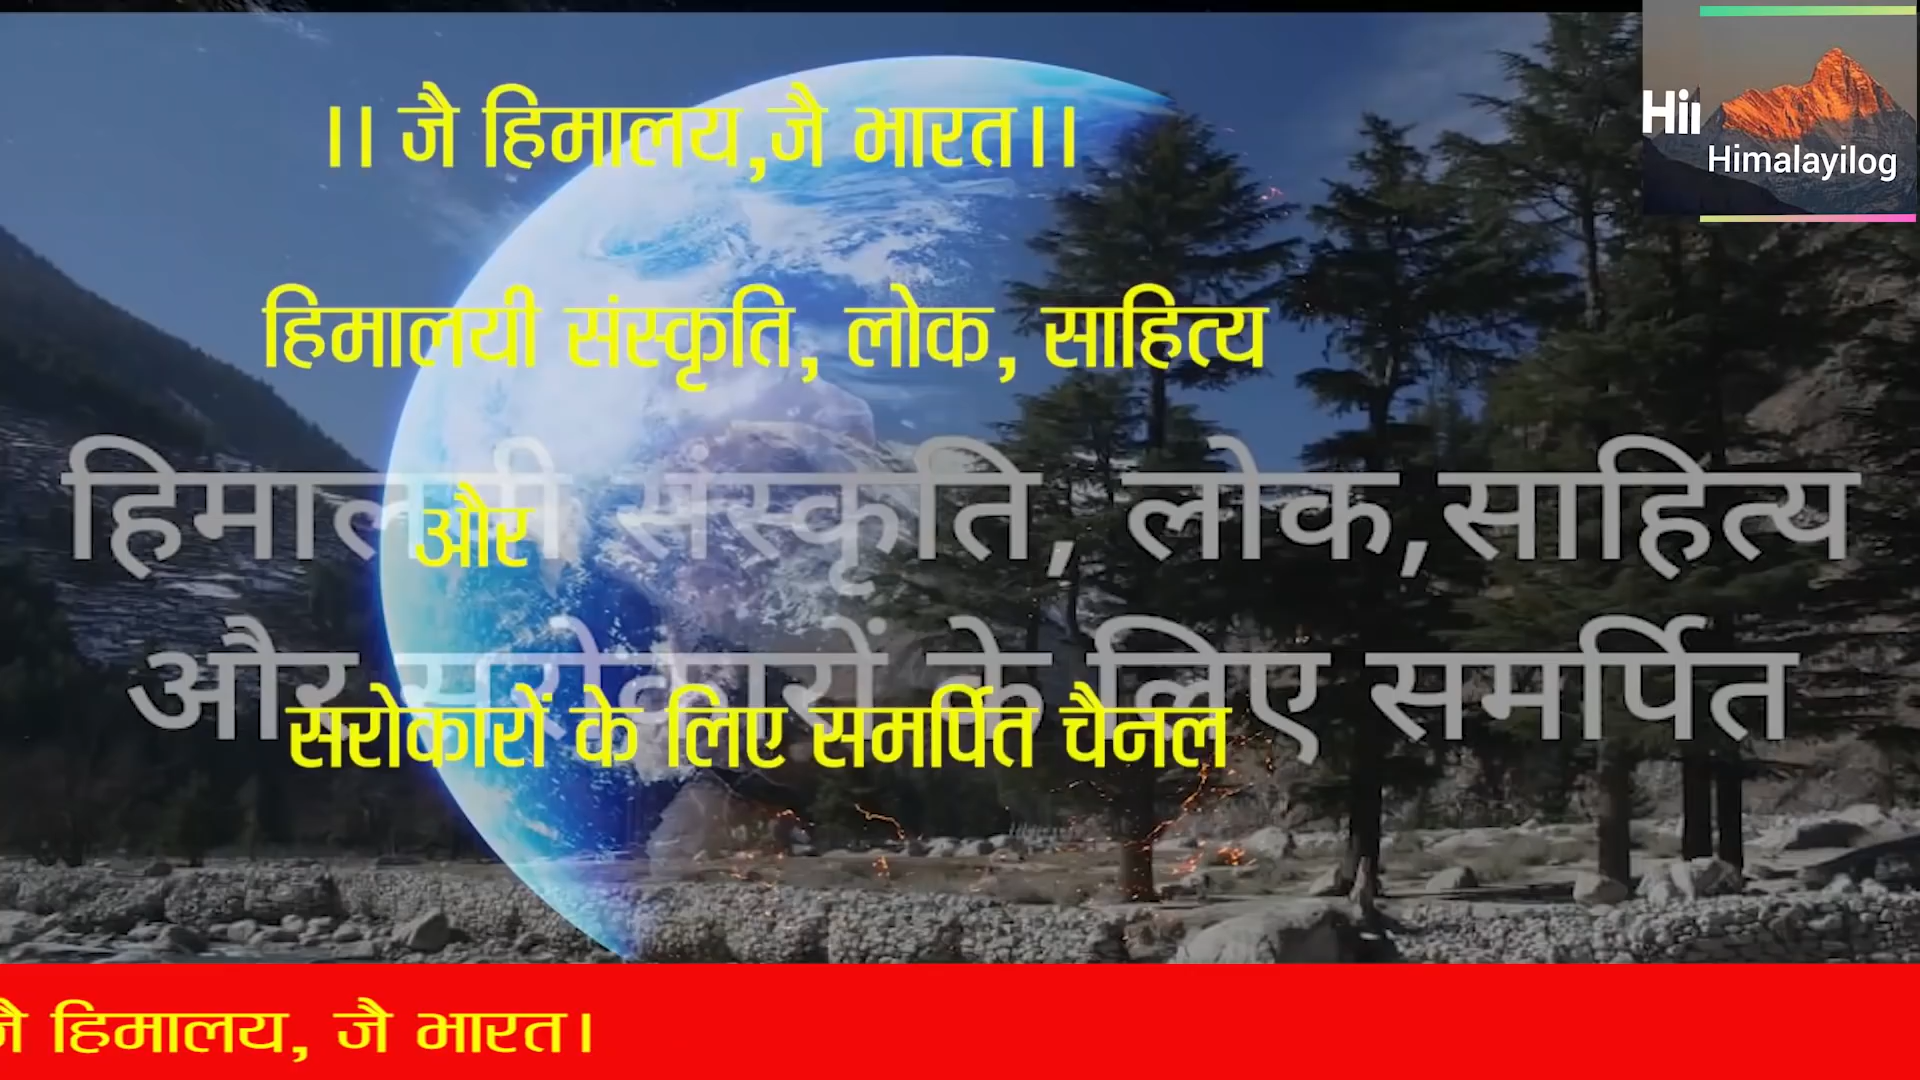 ।। जै हिमालय,जै भारत।।
Himalayilog
हिमालयी संस्कृति, लोक, साहित्य
हिमालयी संस्कृति, लोक,साहित्य
और
और सरोकारों के लिए समर्पित
सरोकारों के लिए समर्पित चैनल
जै हिमालय, जै भारत।